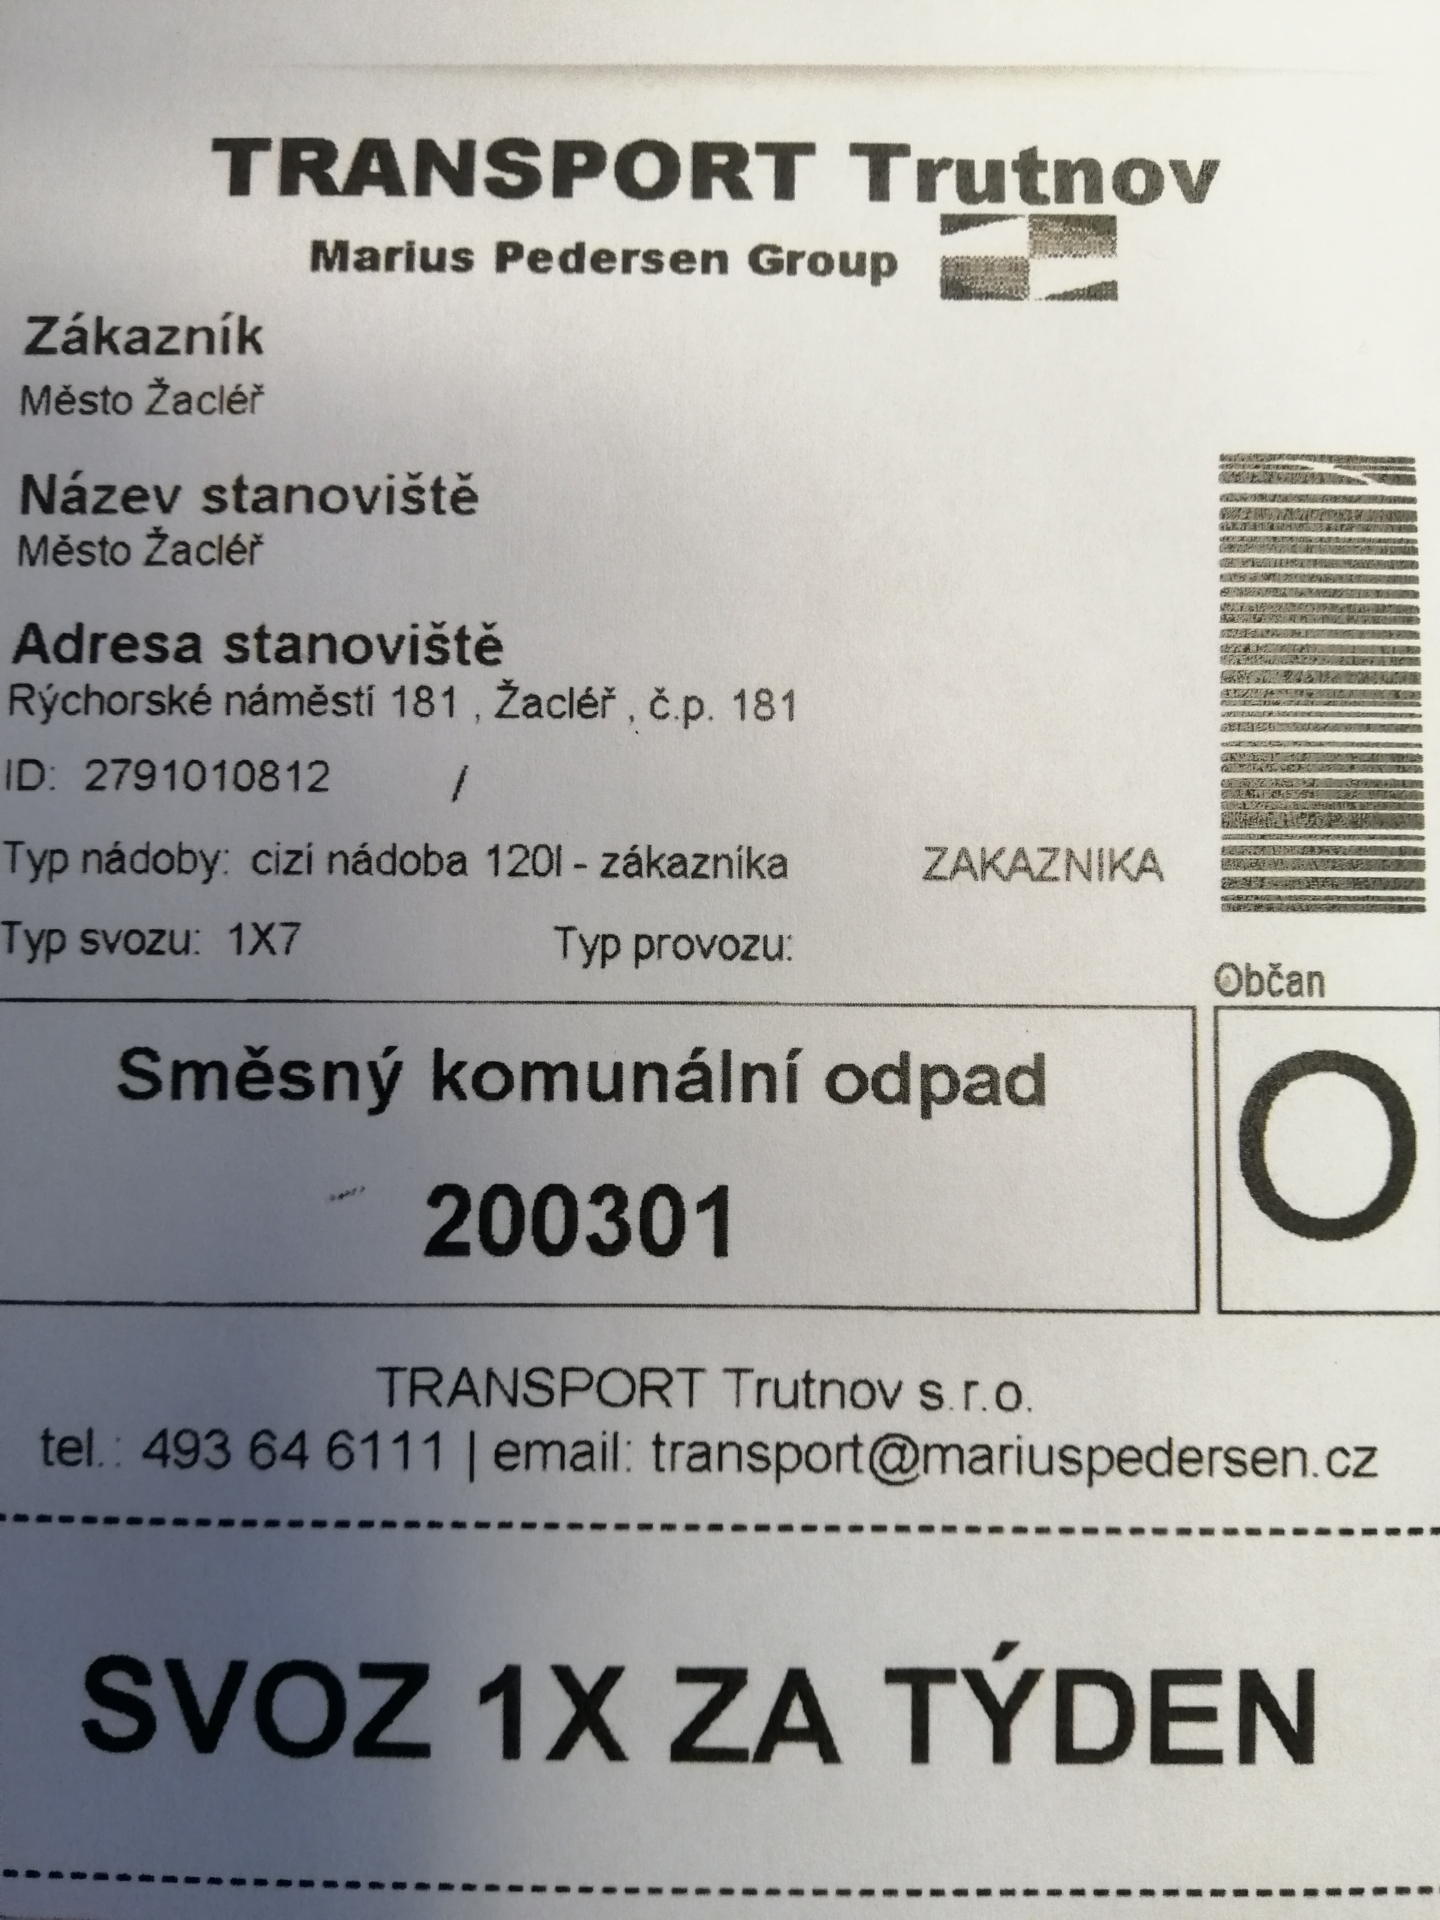 TRANSPORT Trutnov
Marius Pedersen Group
Zákazník
Město Žacléř
Název stanoviště
Město Žacléř
Adresa stanoviště
Rýchorské náměstí 181 , Žacléř , č.p. 181
ID: 2791010812 /
Typ nádoby: cizí nádoba 120l - zákazníka ZAKAZNIKA
Typ svozu: 1X7 Typ provozu:
Občan
Směsný komunální odpad
O
200301
TRANSPORT Trutnov s.r.o.
tel.: 493 64 6111 | email: transport@mariuspedersen.cz
SVOZ 1X ZA TÝDEN